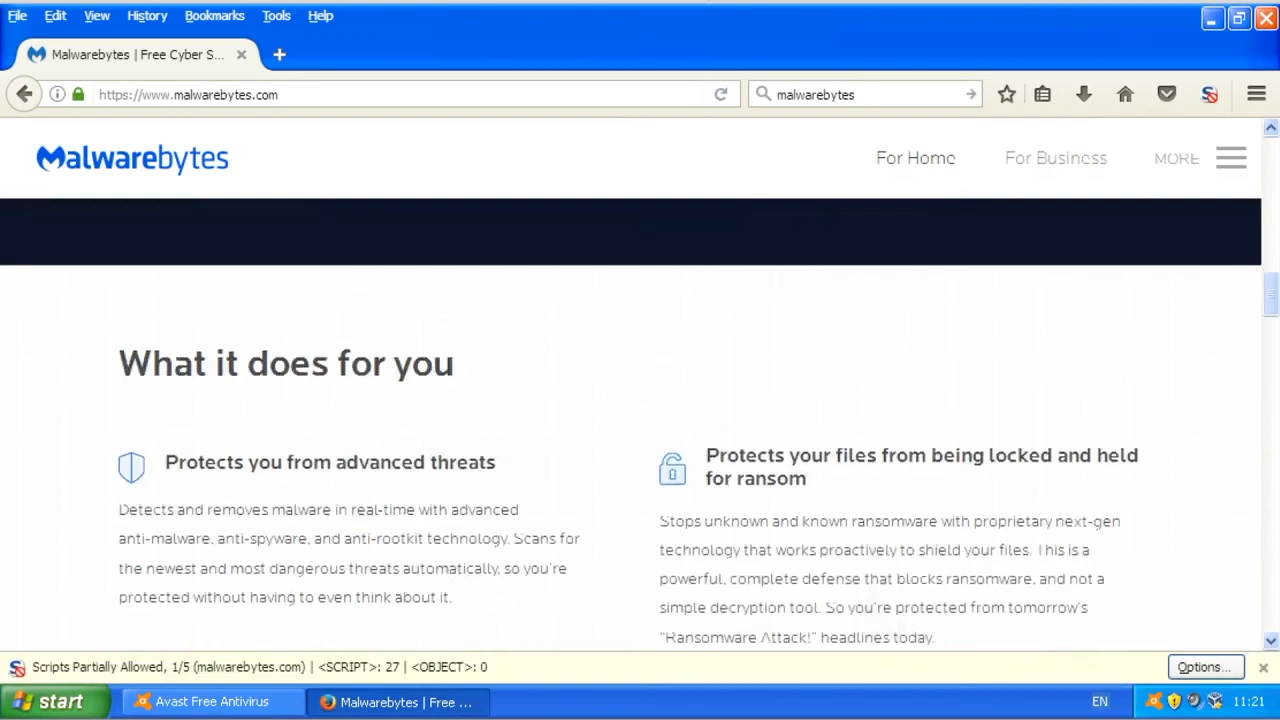 File Edit View History Bookmarks Tools Help
Malwarebytes | Free Cyber S...
https://www.malwarebytes.com
malwarebytes
Malwarebytes
For Home For Business MORE
What it does for you
Protects you from advanced threats
Detects and removes malware in real-time with advanced
anti-malware, anti-spyware, and anti-rootkit technology. Scans for
the newest and most dangerous threats automatically, so you're
protected without having to even think about it.
Protects your files from being locked and held
for ransom
Stops unknown and known ransomware with proprietary next-gen
technology that works proactively to shield your files. This is a
powerful, complete defense that blocks ransomware, and not a
simple decryption tool. So you're protected from tomorrow's
"Ransomware Attack!" headlines today.
Scripts Partially Allowed, 1/5 (malwarebytes.com) | <SCRIPT>: 27 | <OBJECT>: 0
Options...
start
Avast Free Antivirus
Malwarebytes | Free ...
EN
11:21